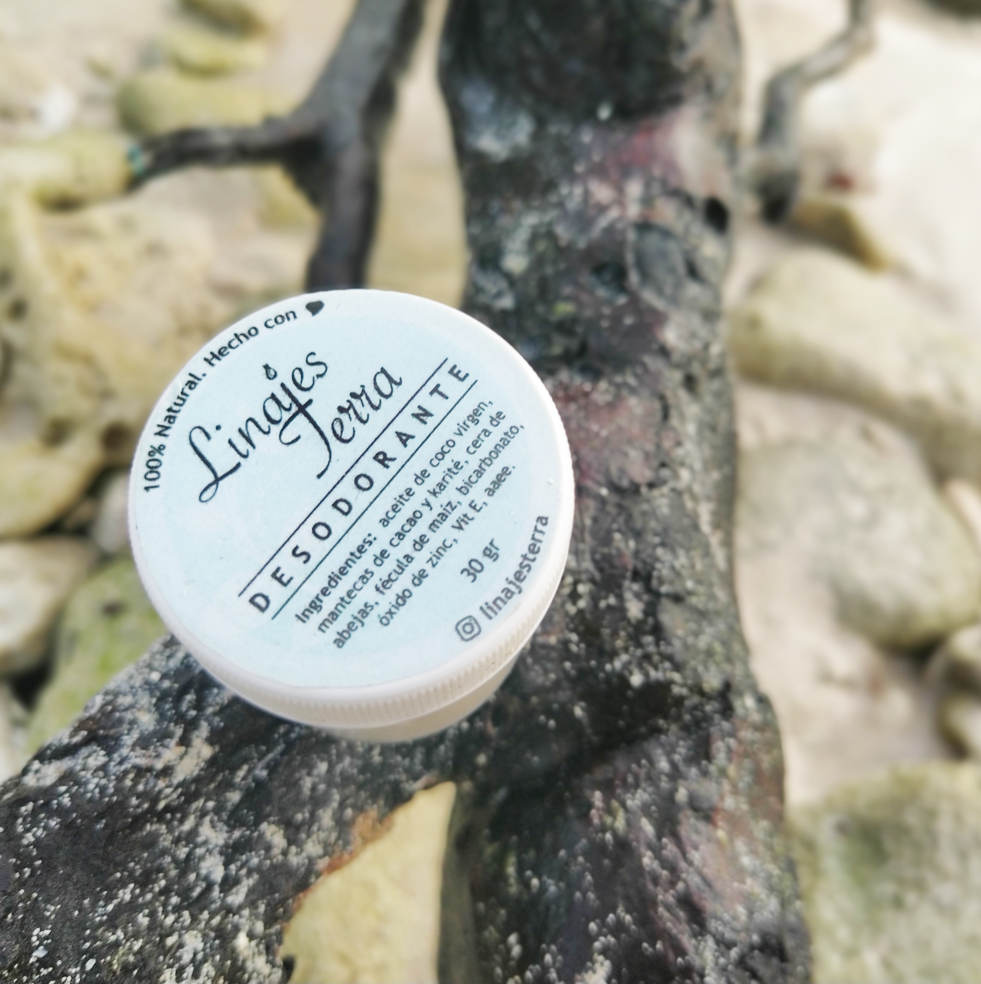 100% Natural. Hecho con
Linajes
Terra
DESODORANTE
Ingredientes: aceite de coco virgen,
mantecas de cacao y karité, cera de
abejas, fécula de maíz, bicarbonato,
óxido de zinc, Vit E, aaee.
30 gr
linajesterra